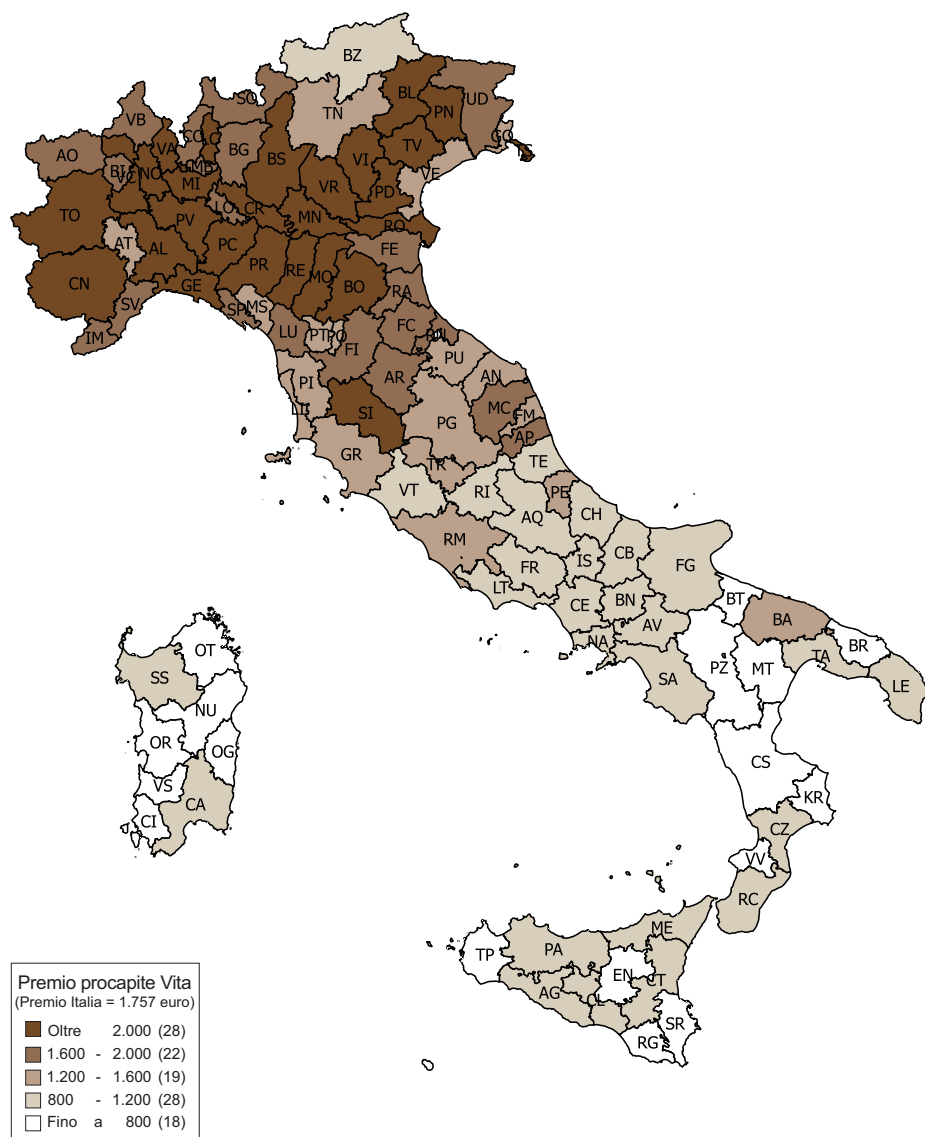 BZ
SO
TN
BL
UD
PN
VB
CO
LC
BG
GO
AO
VA
BS
VI
TV
VE
BI
VC
NO
MI
MB
VR
PD
TO
LO
CR
MN
RO
PV
AT
AL
PC
PR
RE
MO
FE
CN
GE
BO
SV
SP
MS
RA
IM
LU
PT
PO
FI
FC
RN
PU
PI
AR
AN
LI
SI
MC
FM
PG
AP
GR
TR
TE
VT
RI
PE
AQ
CH
RM
IS
CB
FG
FR
LT
CE
BN
BT
BA
NA
AV
BR
OT
SA
PZ
MT
TA
LE
SS
NU
OR
OG
CS
VS
CA
KR
CI
CZ
VV
RC
ME
TP
PA
EN
CT
AG
CL
SR
RG
Premio procapite Vita
(Premio Italia = 1.757 euro)
Oltre 2.000 (28)
1.600 - 2.000 (22)
1.200 - 1.600 (19)
800 - 1.200 (28)
Fino a 800 (18)